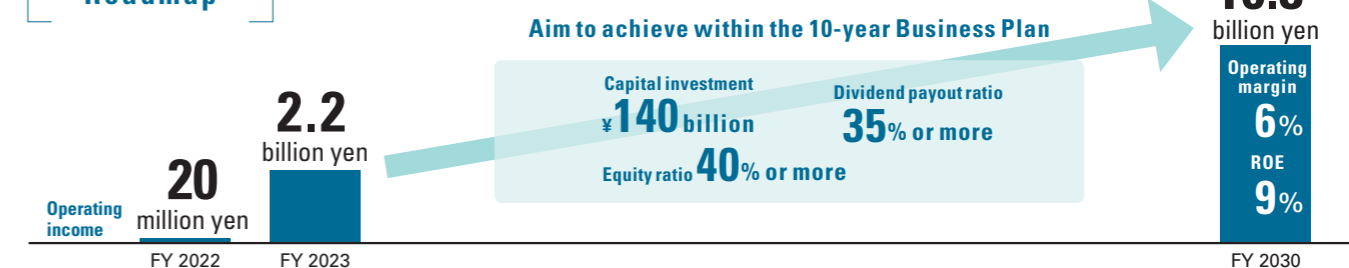 Roadmap
Aim to achieve within the 10-year Business Plan
billion yen
Operating
margin
6%
ROE
9%
Capital investment
¥140 billion
Dividend payout ratio
35% or more
Equity ratio 40% or more
2.2
billion yen
20
million yen
Operating
income
FY 2022
FY 2023
FY 2030